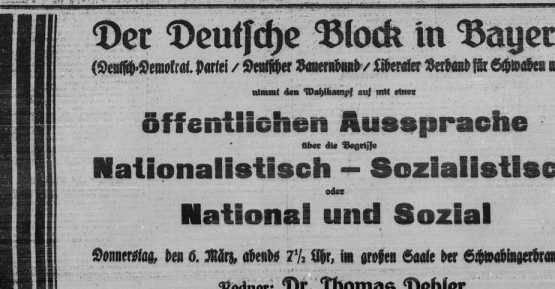 Der Deutsche Block in Bayer
(Deutsch-Demokrat. Partei / Deutscher Bauernbund / Liberaler Verband für Schwaben u
nimmt den Wahlkampf auf mit einer
öffentlichen Aussprache
über die Begriffe
Nationalistisch – Sozialistisc
oder
National und Sozial
Donnerstag, den 6. März, abends 7½ Uhr, im großen Saale der Schwabingerbrau
Redner: Dr. Thomas Dehler